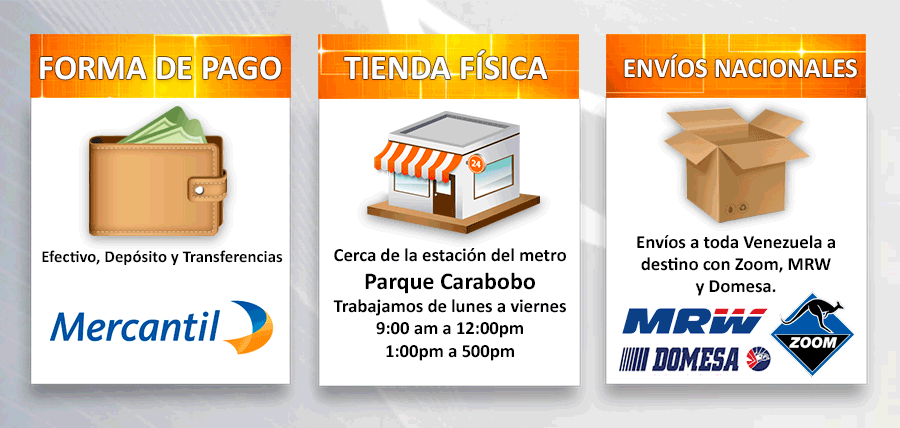 FORMA DE PAGO
Efectivo, Depósito y Transferencias
Mercantil
TIENDA FÍSICA
24
Cerca de la estación del metro
Parque Carabobo
Trabajamos de lunes a viernes
9:00 am a 12:00pm
1:00pm a 500pm
ENVÍOS NACIONALES
Envíos a toda Venezuela a
destino con Zoom, MRW
y Domesa.
MRW
ZOOM
DOMESA